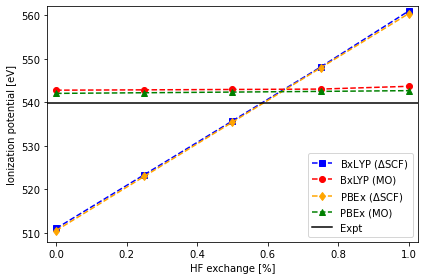 Ionization potential [eV]
560
550
540
530
520
510
BxLYP (ΔSCF)
BxLYP (MO)
PBEx (ΔSCF)
PBEx (MO)
Expt
0.0 0.2 0.4 0.6 0.8 1.0
HF exchange [%]